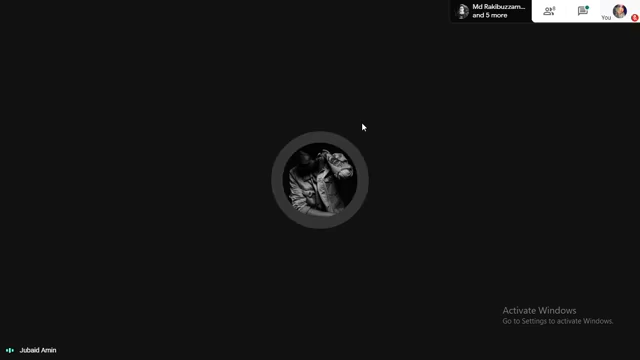 Md Rakibuzzam...
and 5 more
You
Activate Windows
Go to Settings to activate Windows.
Jubaid Amin